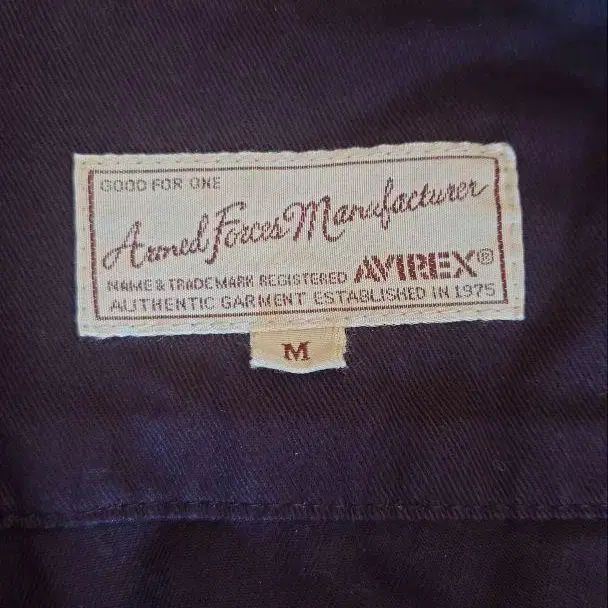 GOOD FOR ONE
Armed Forces Manufacturer
NAME & TRADEMARK REGISTERED AVIREX®
AUTHENTIC GARMENT ESTABLISHED IN 1975
M